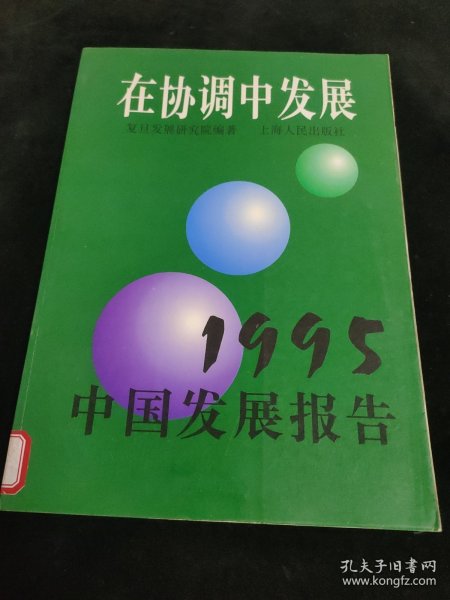 在协调中发展
复旦发展研究院编著 上海人民出版社
1995
中国发展报告
孔夫子旧书网
www.kongfz.com